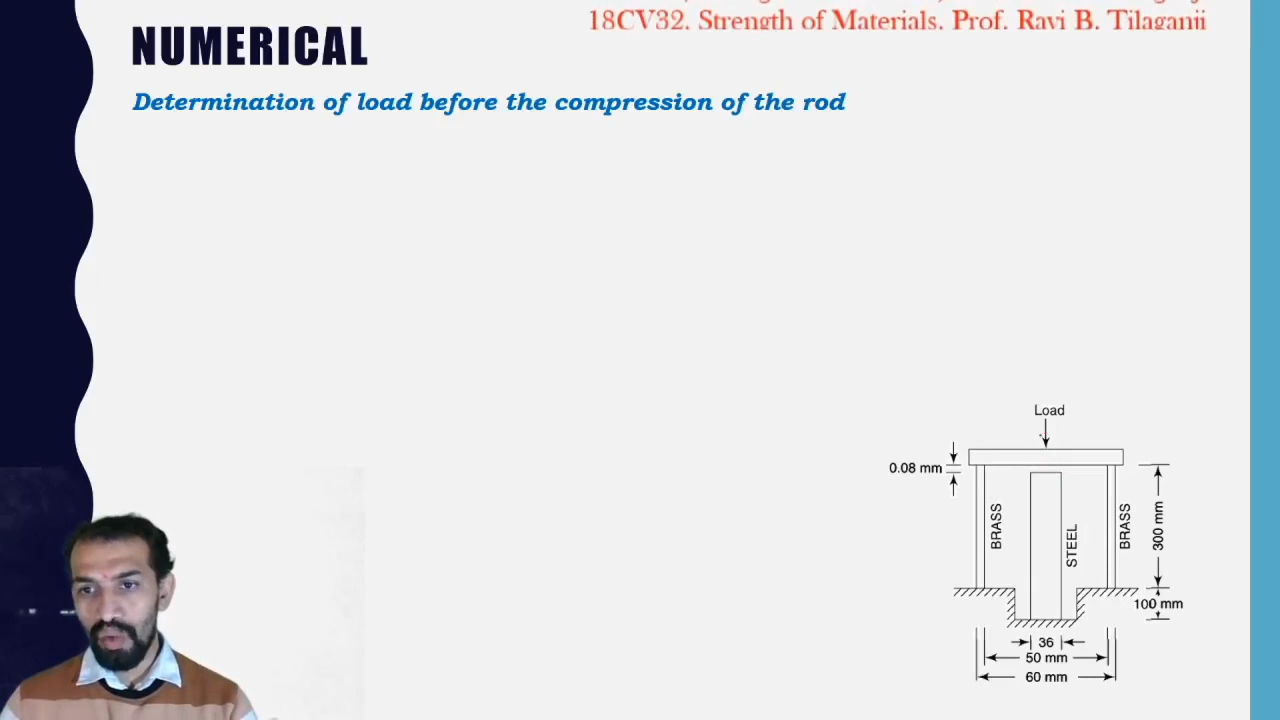 18CV32. Strength of Materials. Prof. Ravi B. Tilaganji
NUMERICAL
Determination of load before the compression of the rod
Load
0.08 mm
BRASS
STEEL
BRASS
300 mm
100 mm
36
50 mm
60 mm